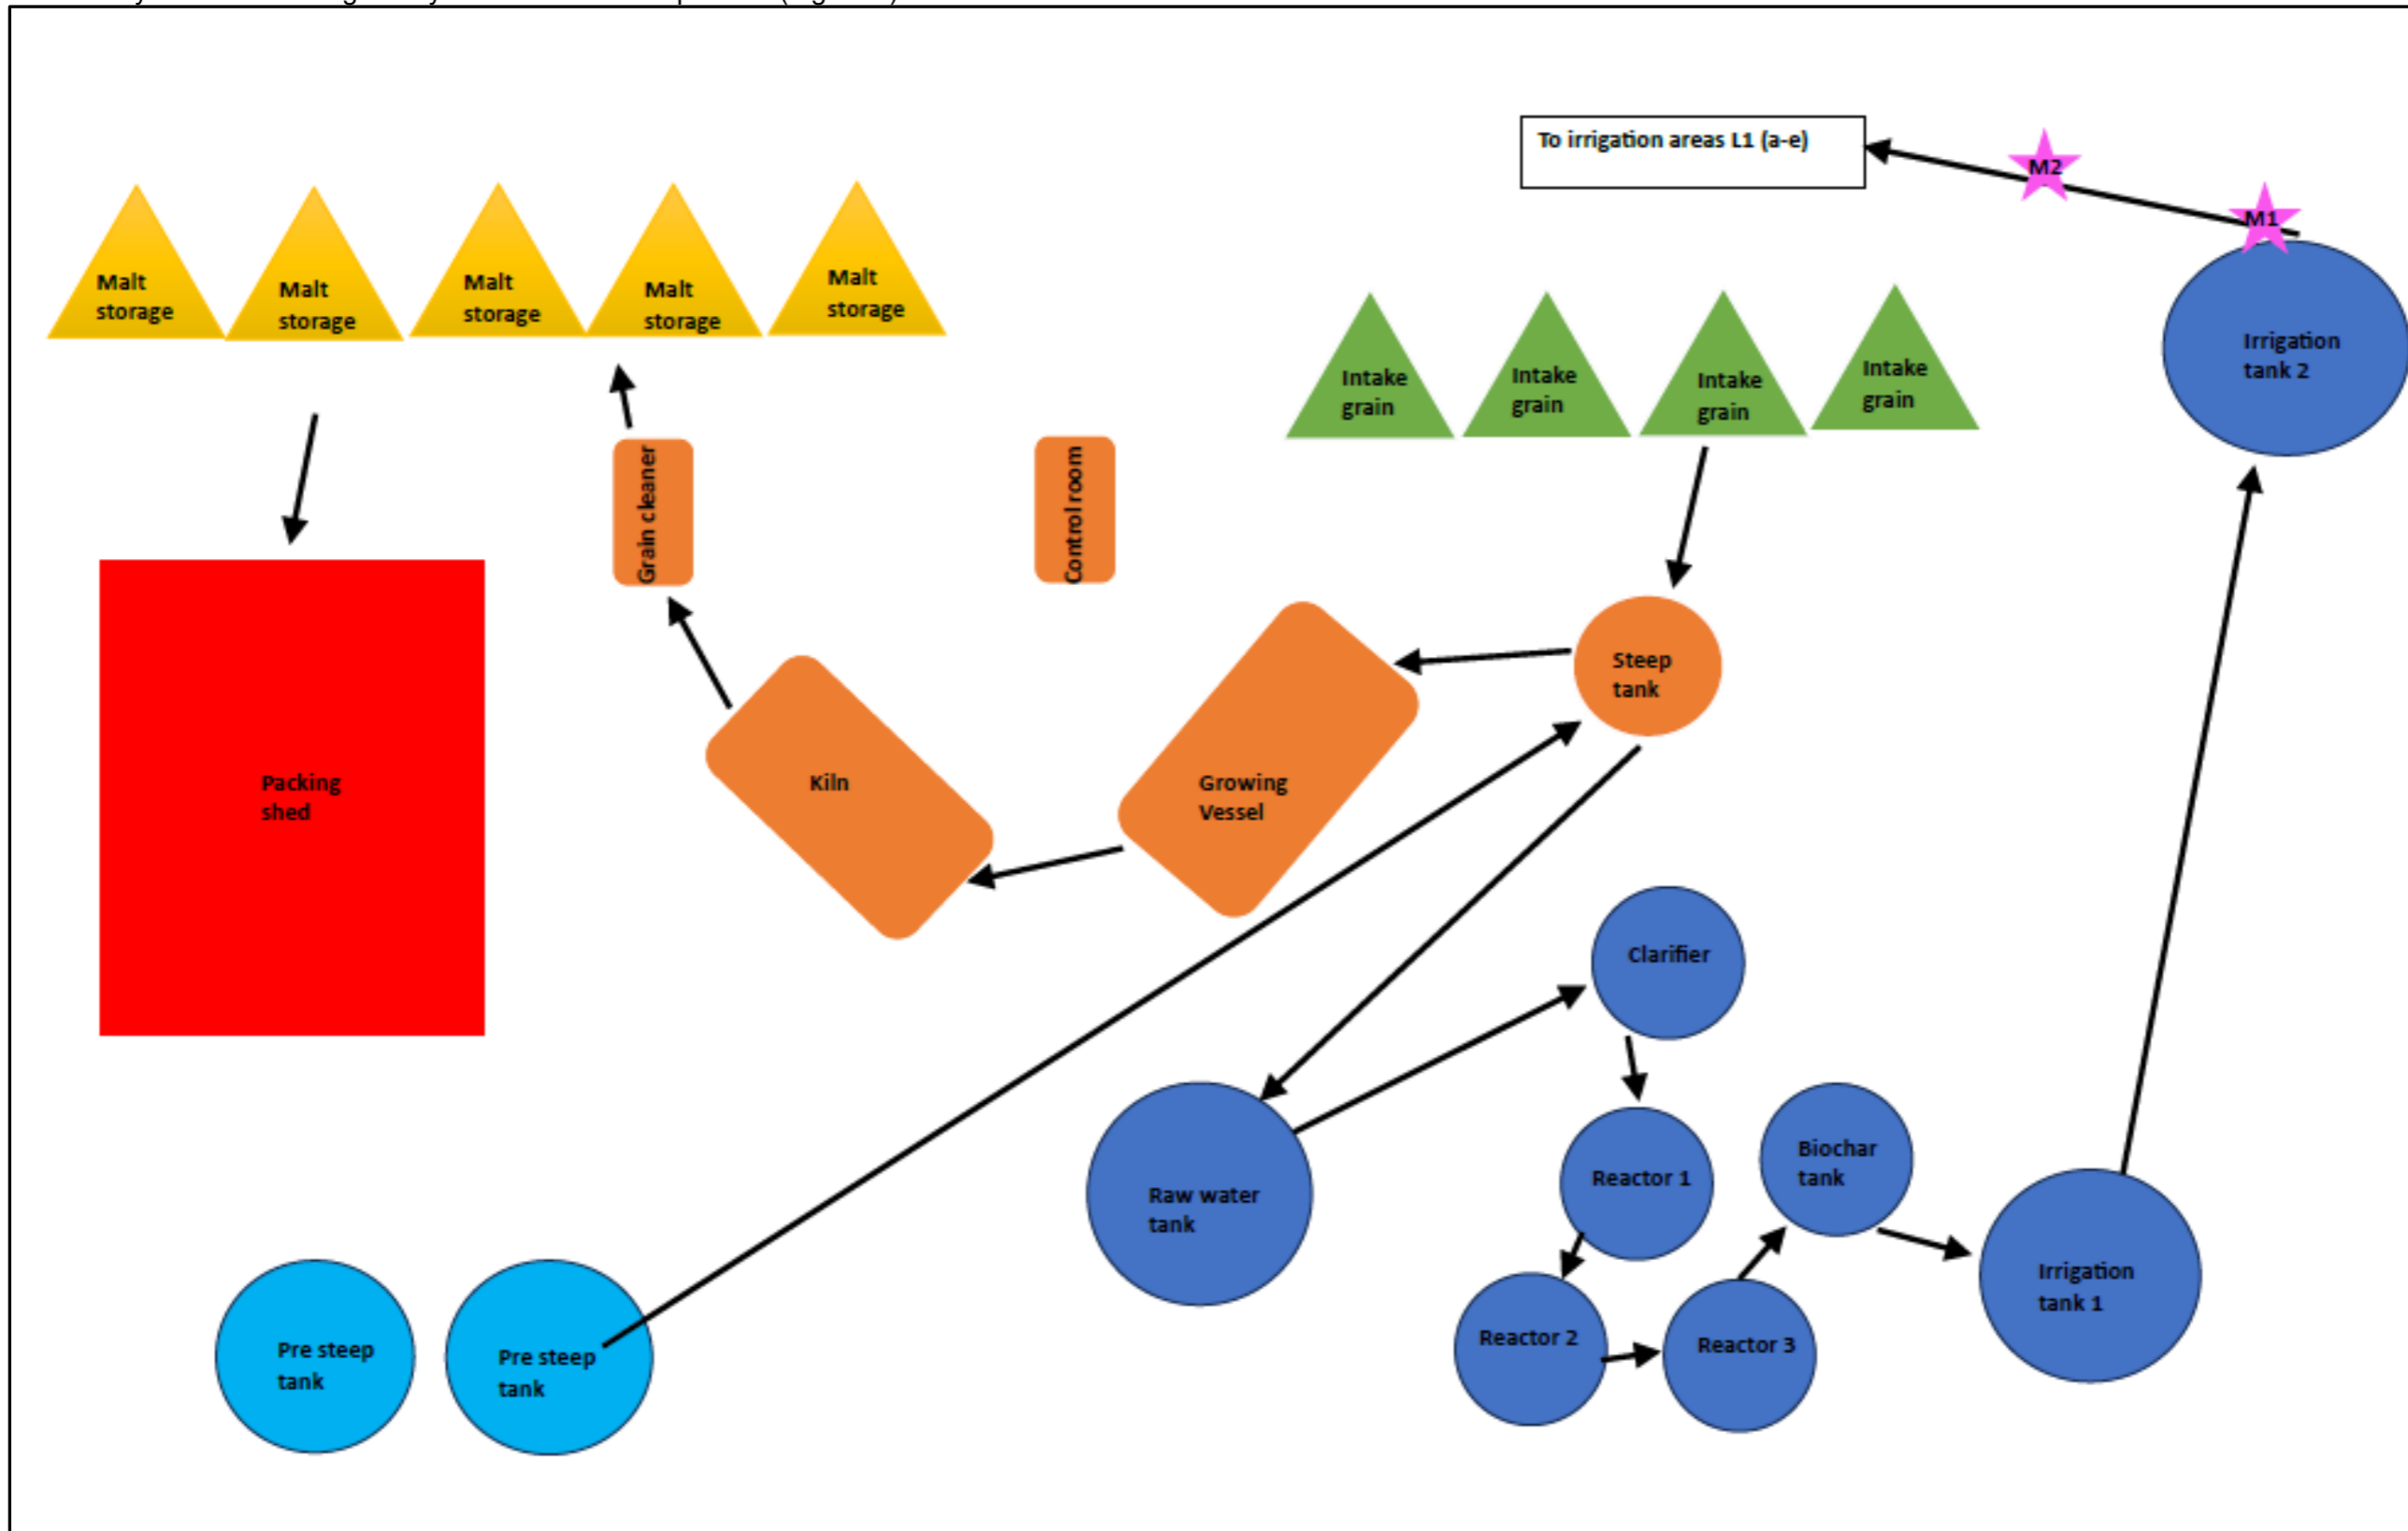 To irrigation areas L1 (a-e)
M2
M1
Malt
storage
Malt
storage
Malt
storage
Malt
storage
Malt
storage
Intake
grain
Intake
grain
Intake
grain
Intake
grain
Irrigation
tank 2
Grain cleaner
Control room
Steep
tank
Packing
shed
Kiln
Growing
Vessel
Clarifier
Raw water
tank
Reactor 1
Biochar
tank
Irrigation
tank 1
Reactor 2
Reactor 3
Pre steep
tank
Pre steep
tank